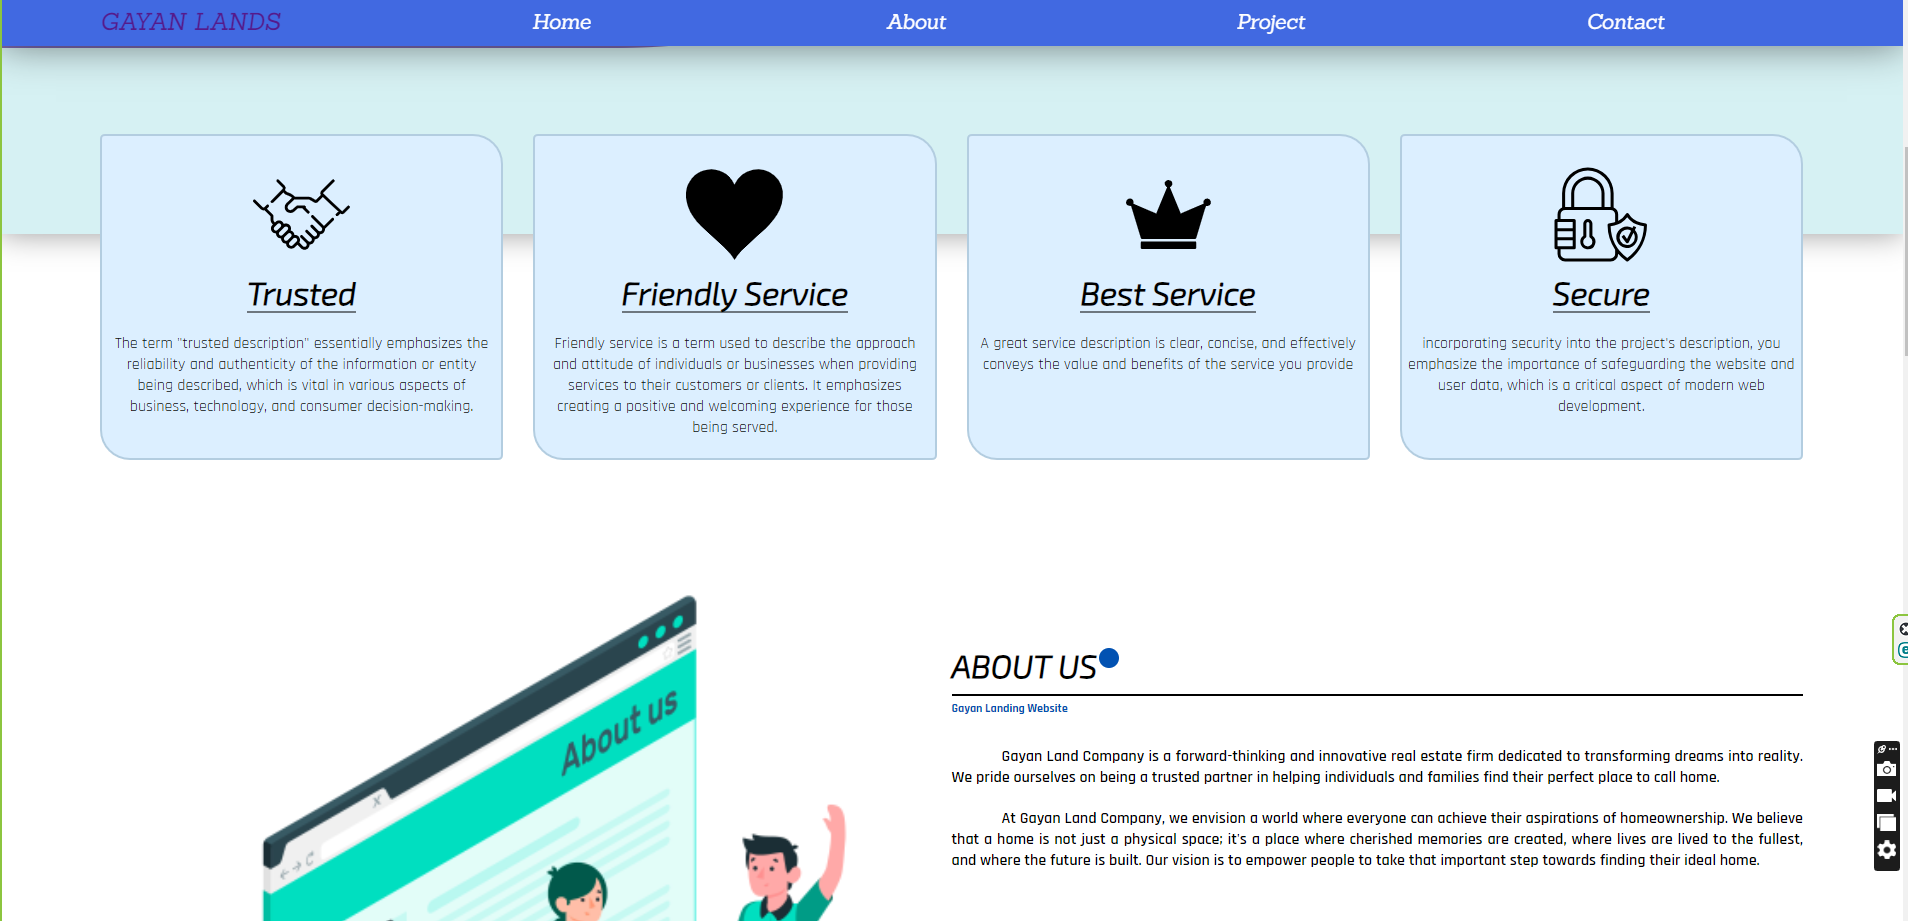 GAYAN LANDS
Home
About
Project
Contact
Trusted
The term "trusted description" essentially emphasizes the
reliability and authenticity of the information or entity
being described, which is vital in various aspects of
business, technology, and consumer decision-making.
Friendly Service
Friendly service is a term used to describe the approach
and attitude of individuals or businesses when providing
services to their customers or clients. It emphasizes
creating a positive and welcoming experience for those
being served.
Best Service
A great service description is clear, concise, and effectively
conveys the value and benefits of the service you provide
Secure
incorporating security into the project's description, you
emphasize the importance of safeguarding the website and
user data, which is a critical aspect of modern web
development.
About us
X
ABOUT US
Gayan Landing Website
Gayan Land Company is a forward-thinking and innovative real estate firm dedicated to transforming dreams into reality.
We pride ourselves on being a trusted partner in helping individuals and families find their perfect place to call home.
At Gayan Land Company, we envision a world where everyone can achieve their aspirations of homeownership. We believe
that a home is not just a physical space; it's a place where cherished memories are created, where lives are lived to the fullest,
and where the future is built. Our vision is to empower people to take that important step towards finding their ideal home.